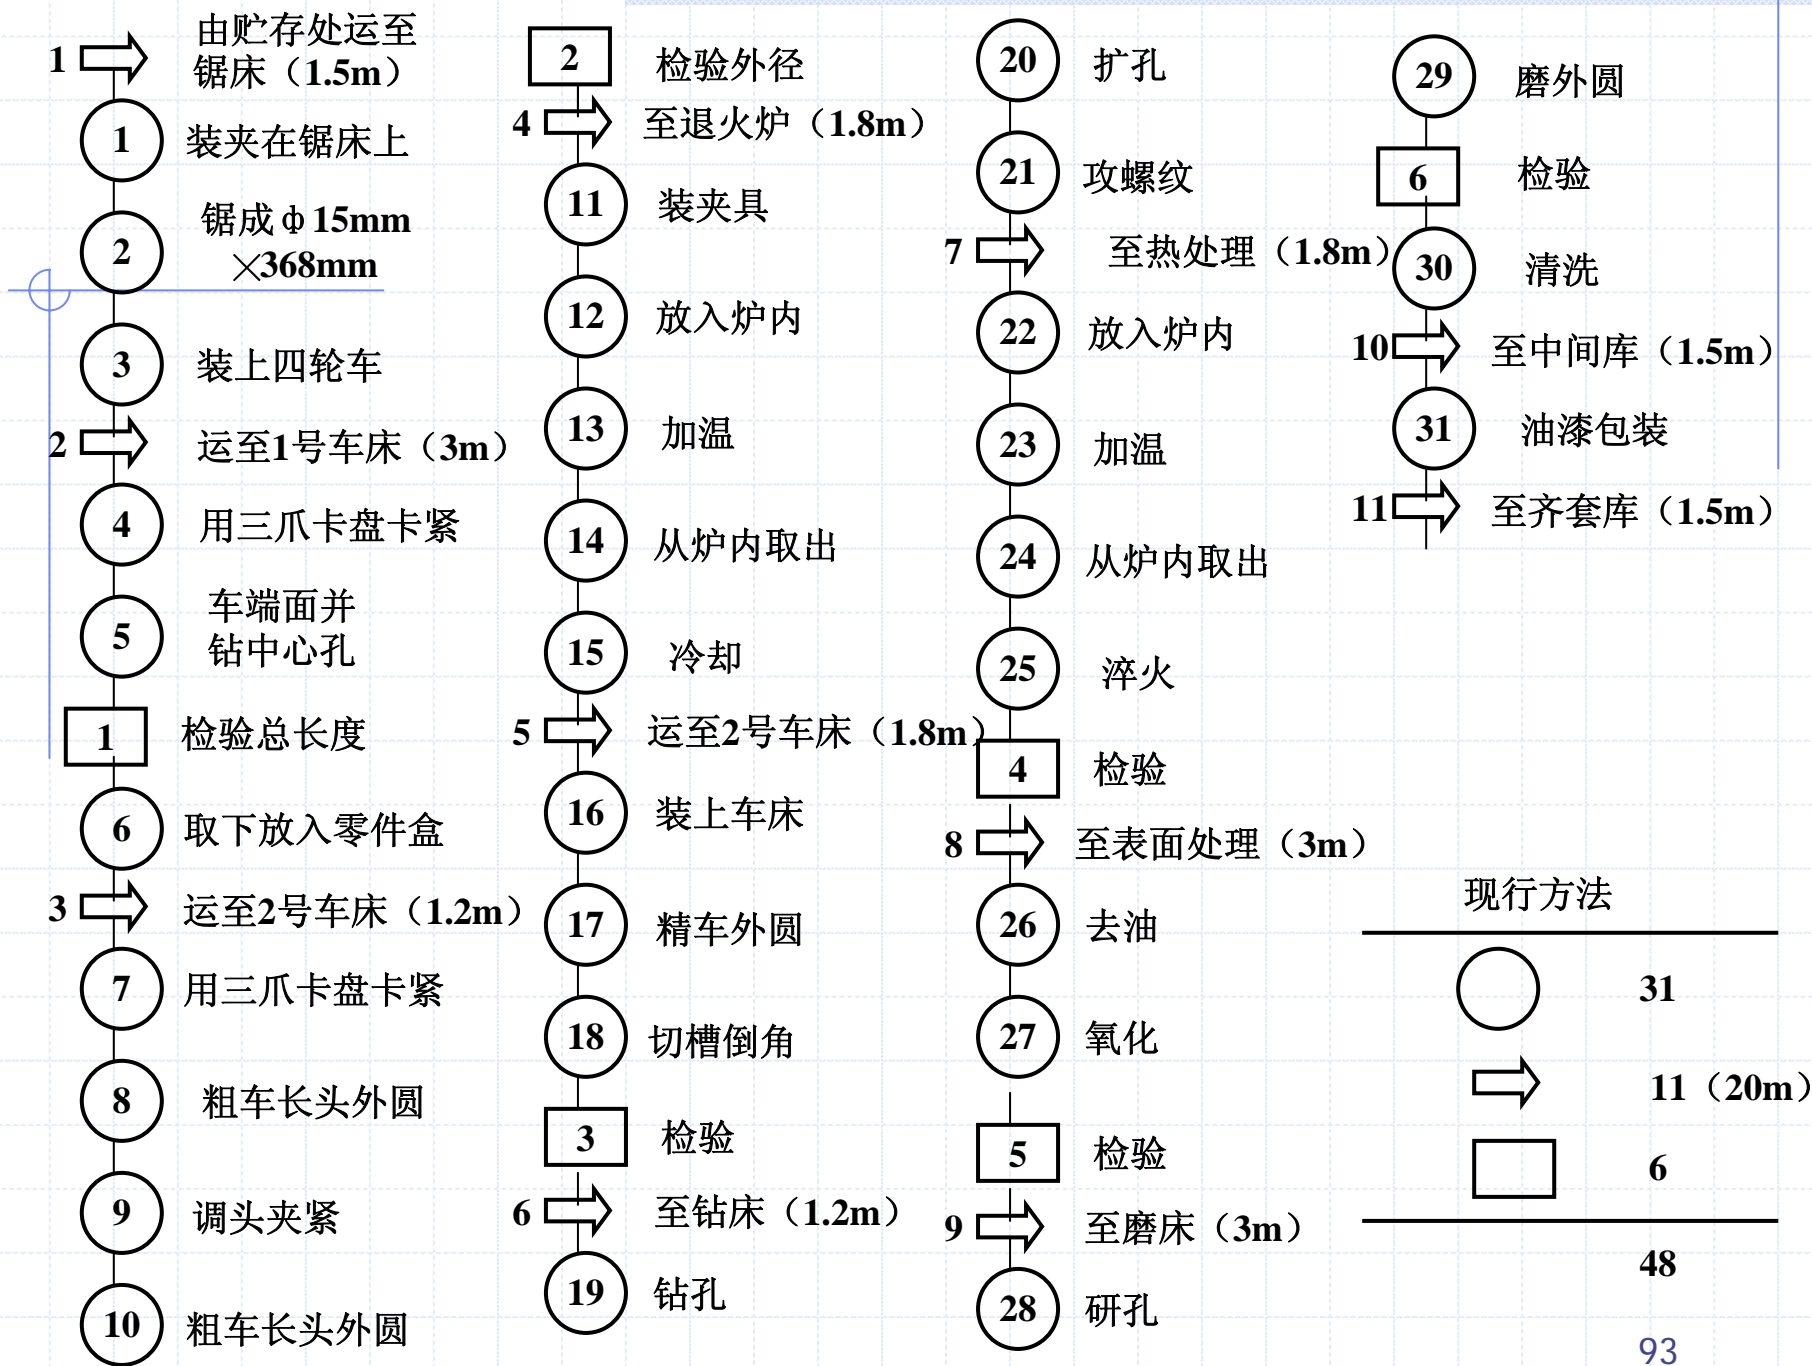 1 由贮存处运至
锯床（1.5m）
1 装夹在锯床上
2 锯成φ15mm
×368mm
3 装上四轮车
2 运至1号车床（3m）
4 用三爪卡盘卡紧
5 车端面并
钻中心孔
1 检验总长度
6 取下放入零件盒
3 运至2号车床（1.2m）
7 用三爪卡盘卡紧
8 粗车长头外圆
9 调头夹紧
10 粗车长头外圆
2 检验外径
4 至退火炉（1.8m）
11 装夹具
12 放入炉内
13 加温
14 从炉内取出
15 冷却
5 运至2号车床（1.8m）
16 装上车床
17 精车外圆
18 切槽倒角
3 检验
6 至钻床（1.2m）
19 钻孔
20 扩孔
21 攻螺纹
7 至热处理（1.8m）
22 放入炉内
23 加温
24 从炉内取出
25 淬火
4 检验
8 至表面处理（3m）
26 去油
27 氧化
5 检验
9 至磨床（3m）
28 研孔
29 磨外圆
6 检验
30 清洗
10 至中间库（1.5m）
31 油漆包装
11 至齐套库（1.5m）
现行方法
31
11（20m）
6
48
93